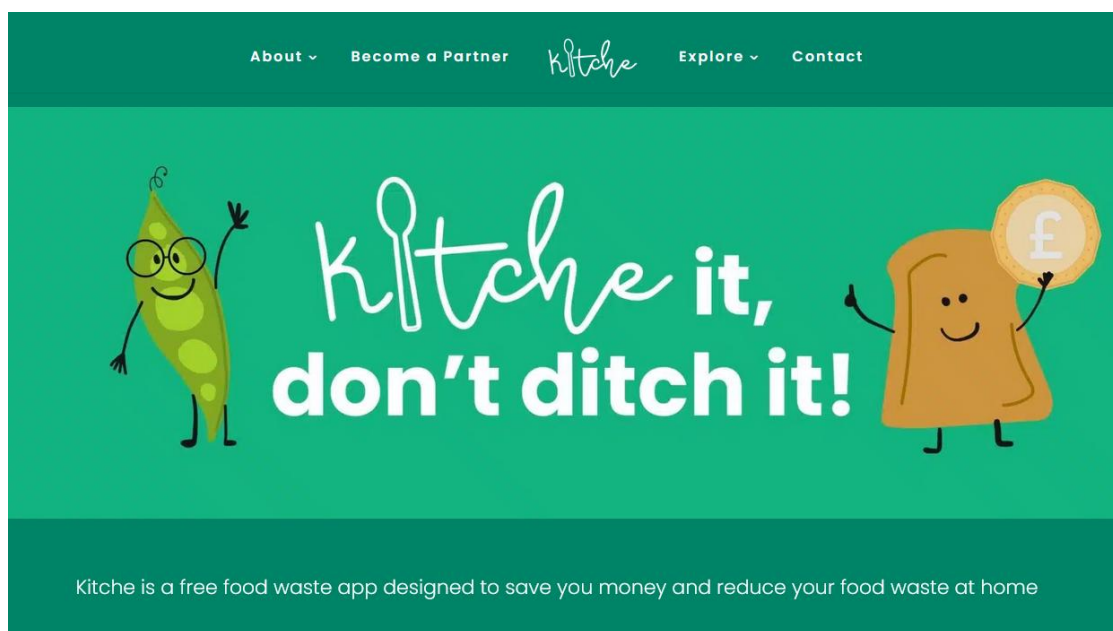 About Become a Partner Kitche Explore Contact
£
Kitche it,
don't ditch it!
Kitche is a free food waste app designed to save you money and reduce your food waste at home